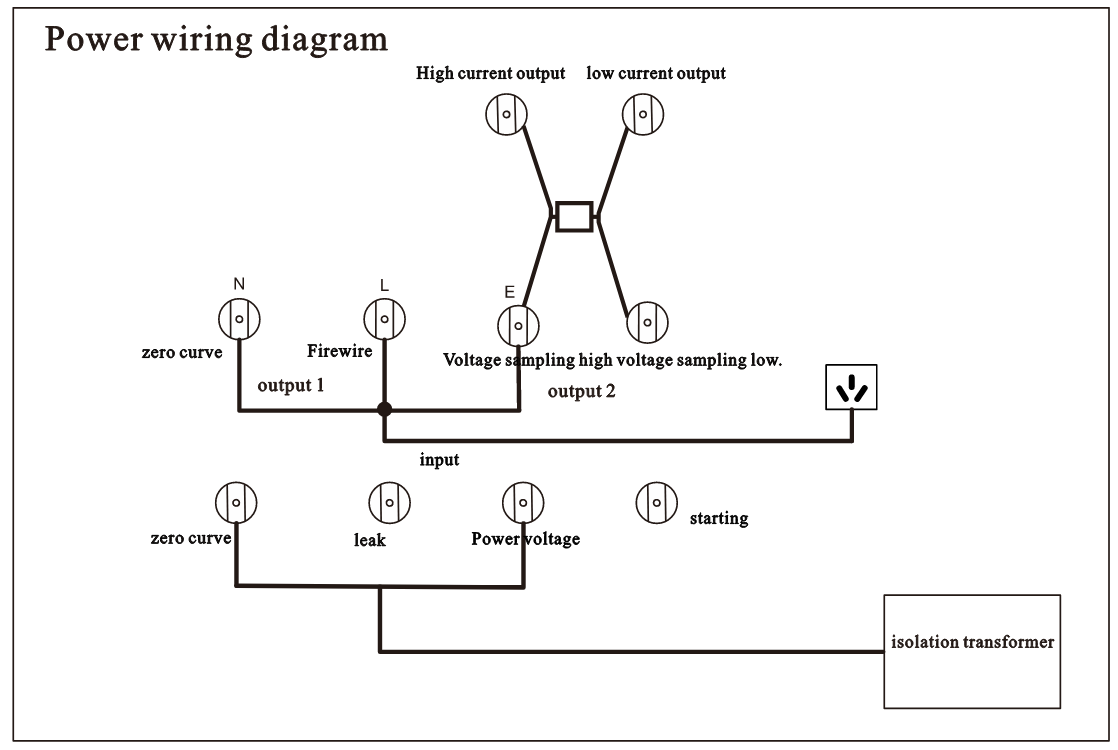 Power wiring diagram
High current output low current output
N L E
zero curve Firewire
Voltage sampling high voltage sampling low.
output 1 output 2
input
zero curve leak Power voltage starting
isolation transformer